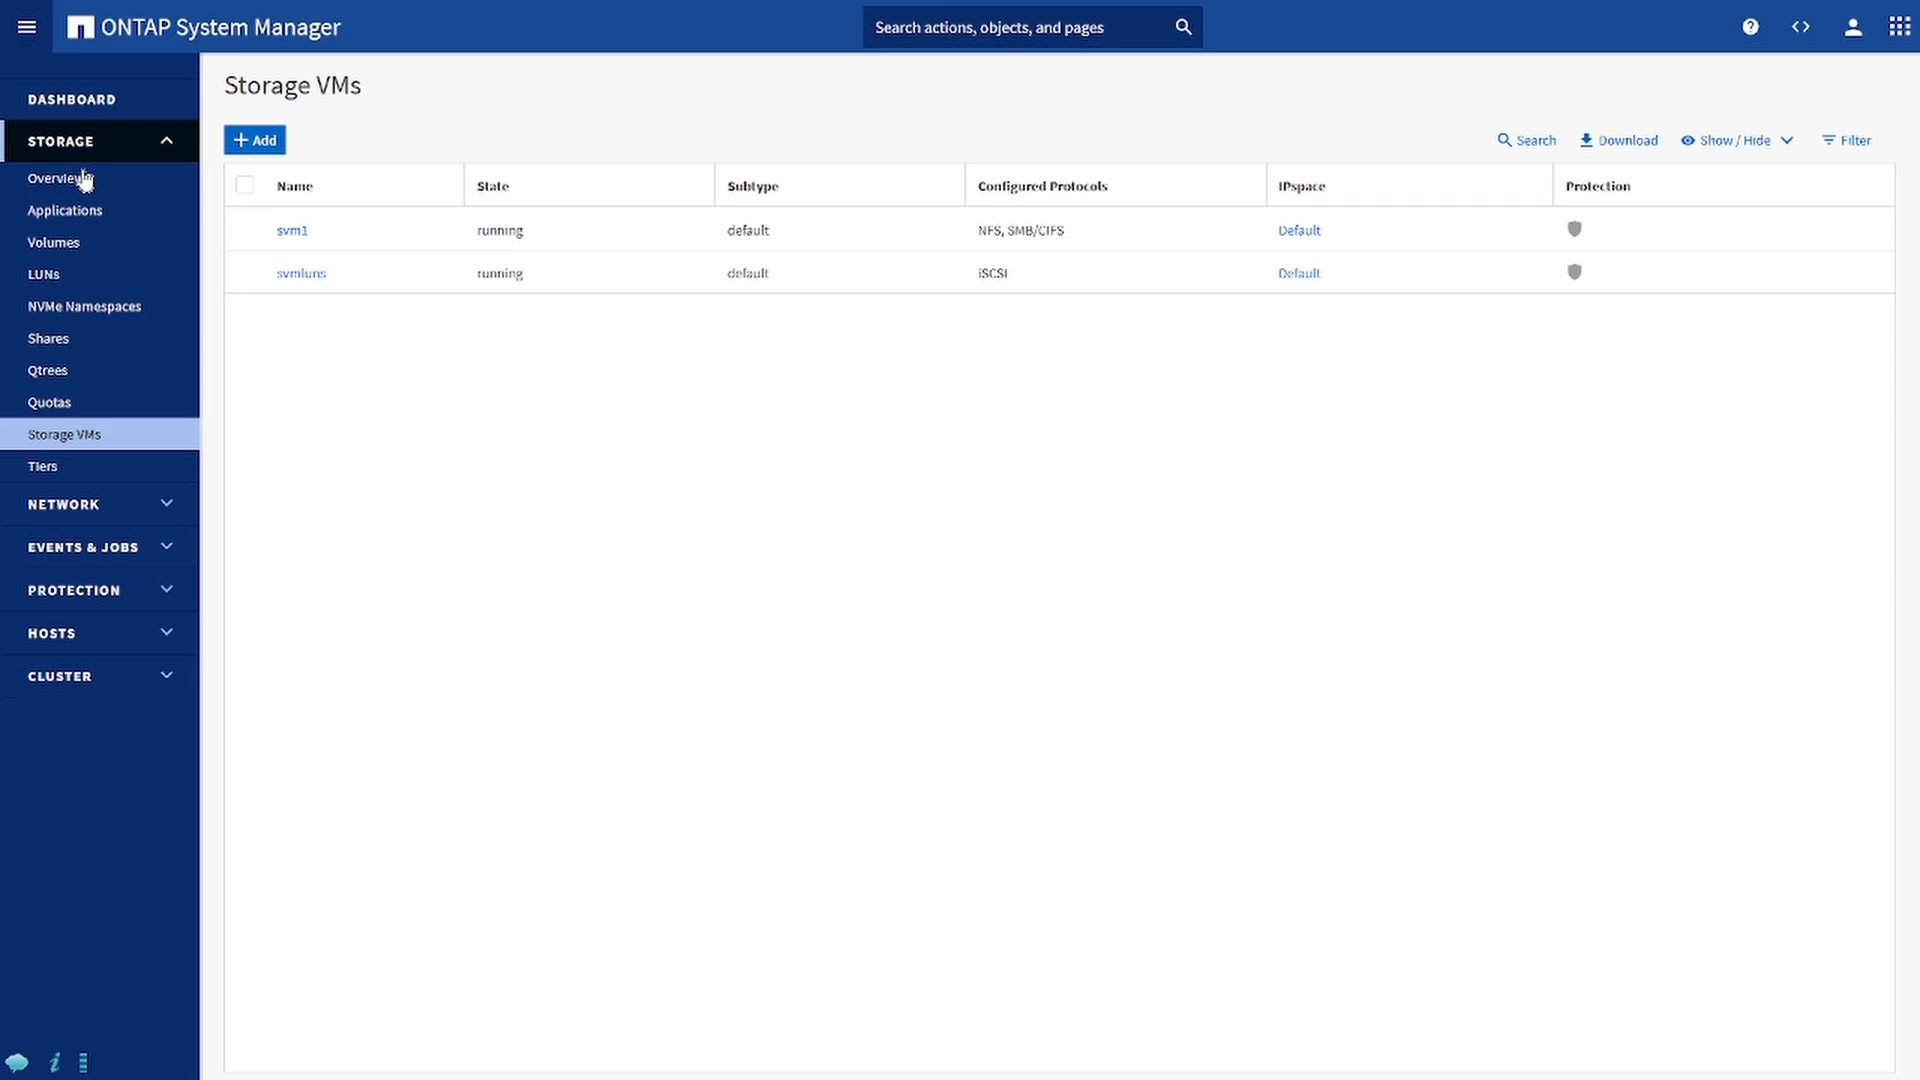 ONTAP System Manager
Search actions, objects, and pages
DASHBOARD
STORAGE
Overview
Applications
Volumes
LUNs
NVMe Namespaces
Shares
Qtrees
Quotas
Storage VMs
Tiers
NETWORK
EVENTS & JOBS
PROTECTION
HOSTS
CLUSTER
Storage VMs
+ Add
Search Download Show / Hide Filter
Name State Subtype Configured Protocols IPspace Protection
svm1 running default NFS, SMB/CIFS Default
svmluns running default iSCSI Default